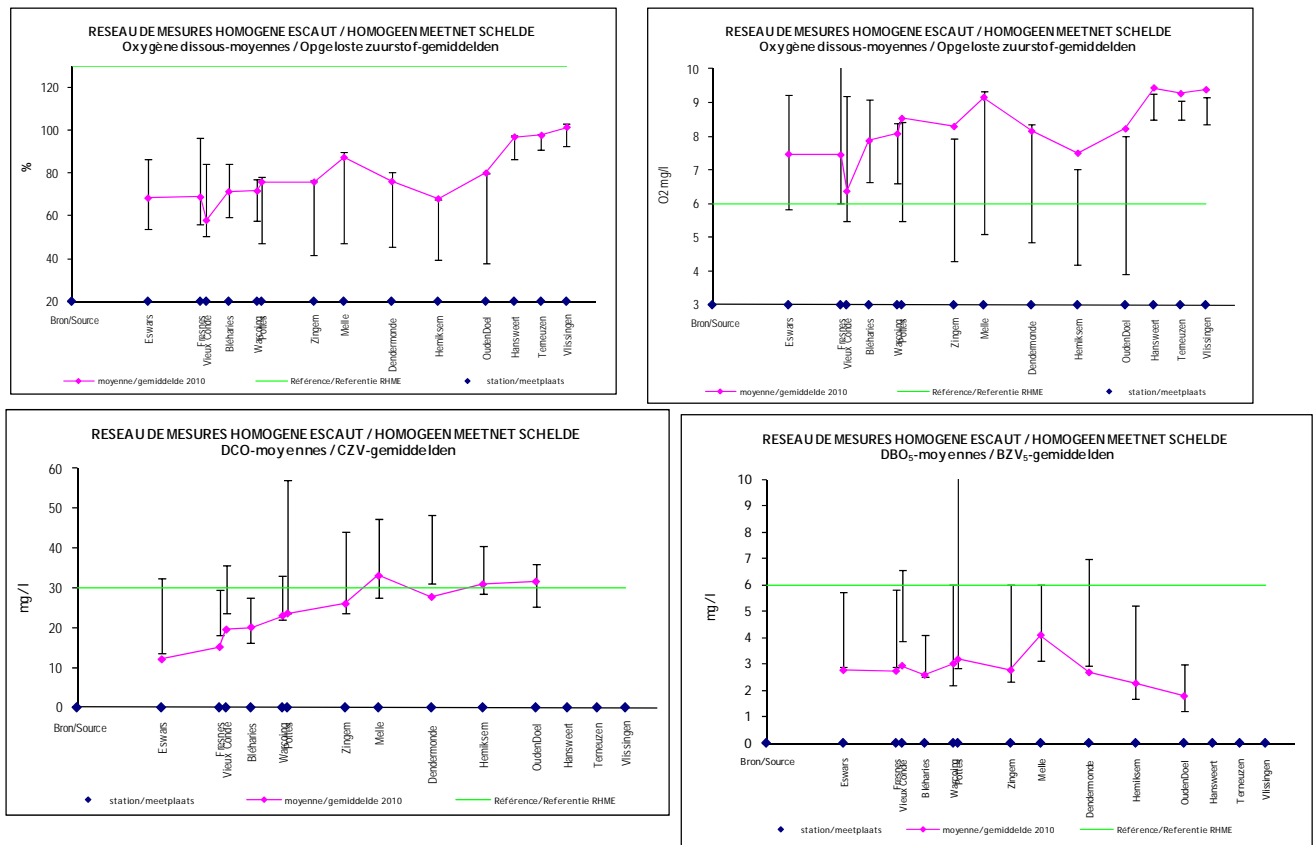 RESEAU DE MESURES HOMOGENE ESCAUT / HOMOGEEN MEETNET SCHELDE
Oxygène dissous-moyennes / Opgeloste zuurstof-gemiddelden
%
120
100
80
60
40
20
Bron/Source
Eswars
Fresnes
Vieux Condé
Bléharies
Warcoing
Pottes
Zingem
Melle
Dendermonde
Hemiksem
OudenDoel
Hansweert
Terneuzen
Vlissingen
moyenne/gemiddelde 2010
Référence/Referentie RHME
station/meetplaats
RESEAU DE MESURES HOMOGENE ESCAUT / HOMOGEEN MEETNET SCHELDE
Oxygène dissous-moyennes / Opgeloste zuurstof-gemiddelden
O2 mg/l
10
9
8
7
6
5
4
3
Bron/Source
Eswars
Fresnes
Vieux Condé
Bléharies
Warcoing
Pottes
Zingem
Melle
Dendermonde
Hemiksem
OudenDoel
Hansweert
Terneuzen
Vlissingen
moyenne/gemiddelde 2010
Référence/Referentie RHME
station/meetplaats
RESEAU DE MESURES HOMOGENE ESCAUT / HOMOGEEN MEETNET SCHELDE
DCO-moyennes / CZV-gemiddelden
mg/l
60
50
40
30
20
10
0
Bron/Source
Eswars
Fresnes
Vieux Condé
Bléharies
Warcoing
Pottes
Zingem
Melle
Dendermonde
Hemiksem
OudenDoel
Hansweert
Terneuzen
Vlissingen
station/meetplaats
moyenne/gemiddelde 2010
Référence/Referentie RHME
RESEAU DE MESURES HOMOGENE ESCAUT / HOMOGEEN MEETNET SCHELDE
DBO₅-moyennes / BZV₅-gemiddelden
mg/l
10
9
8
7
6
5
4
3
2
1
0
Bron/Source
Eswars
Fresnes
Vieux Condé
Bléharies
Warcoing
Pottes
Zingem
Melle
Dendermonde
Hemiksem
OudenDoel
Hansweert
Terneuzen
Vlissingen
station/meetplaats
moyenne/gemiddelde 2010
Référence/Referentie RHME